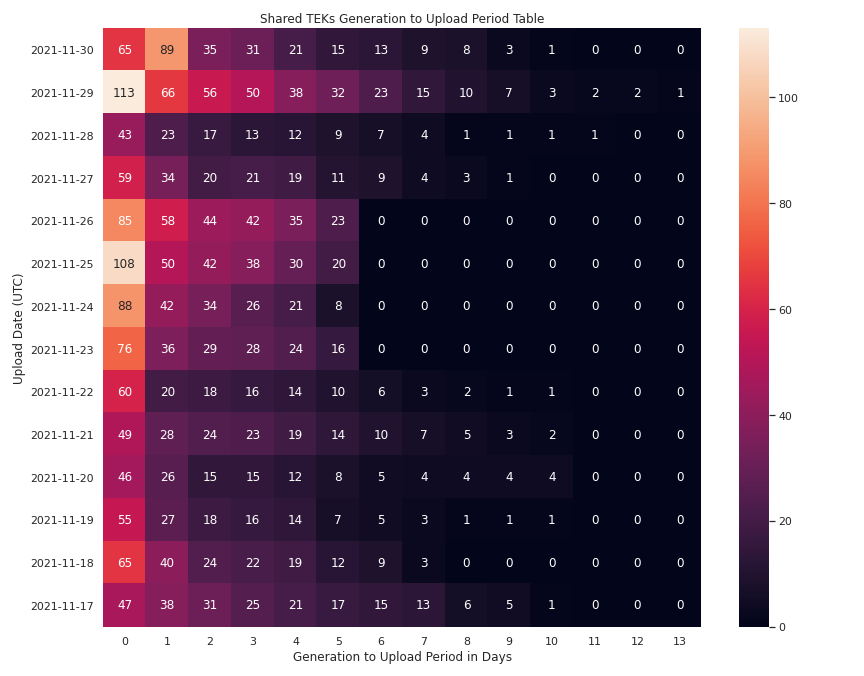 Shared TEKs Generation to Upload Period Table
2021-11-30 65 89 35 31 21 15 13 9 8 3 1 0 0 0
2021-11-29 113 66 56 50 38 32 23 15 10 7 3 2 2 1
2021-11-28 43 23 17 13 12 9 7 4 1 1 1 1 0 0
2021-11-27 59 34 20 21 19 11 9 4 3 1 0 0 0 0
2021-11-26 85 58 44 42 35 23 0 0 0 0 0 0 0 0
2021-11-25 108 50 42 38 30 20 0 0 0 0 0 0 0 0
2021-11-24 88 42 34 26 21 8 0 0 0 0 0 0 0 0
2021-11-23 76 36 29 28 24 16 0 0 0 0 0 0 0 0
2021-11-22 60 20 18 16 14 10 6 3 2 1 1 0 0 0
2021-11-21 49 28 24 23 19 14 10 7 5 3 2 0 0 0
2021-11-20 46 26 15 15 12 8 5 4 4 4 4 0 0 0
2021-11-19 55 27 18 16 14 7 5 3 1 1 1 0 0 0
2021-11-18 65 40 24 22 19 12 9 3 0 0 0 0 0 0
2021-11-17 47 38 31 25 21 17 15 13 6 5 1 0 0 0
0 1 2 3 4 5 6 7 8 9 10 11 12 13
Generation to Upload Period in Days
Upload Date (UTC)
100
80
60
40
20
0